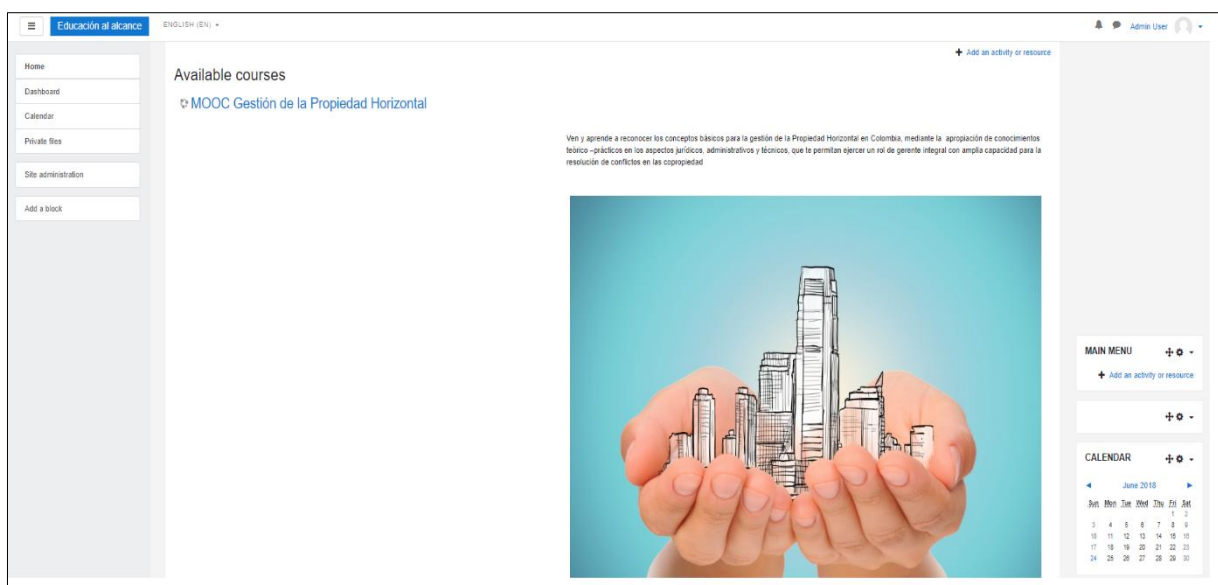 Educación al alcance
ENGLISH (EN)
Admin User
Home
Dashboard
Calendar
Private files
Site administration
Add a block
Add an activity or resource
Available courses
MOOC Gestión de la Propiedad Horizontal
Ven y aprende a reconocer los conceptos básicos para la gestión de la Propiedad Horizontal en Colombia, mediante la apropiación de conocimientos
teórico –prácticos en los aspectos jurídicos, administrativos y técnicos, que te permitan ejercer un rol de gerente integral con amplia capacidad para la
resolución de conflictos en las copropiedad
MAIN MENU
Add an activity or resource
CALENDAR
June 2018
Sun Mon Tue Wed Thu Fri Sat
1 2
3 4 5 6 7 8 9
10 11 12 13 14 15 16
17 18 19 20 21 22 23
24 25 26 27 28 29 30